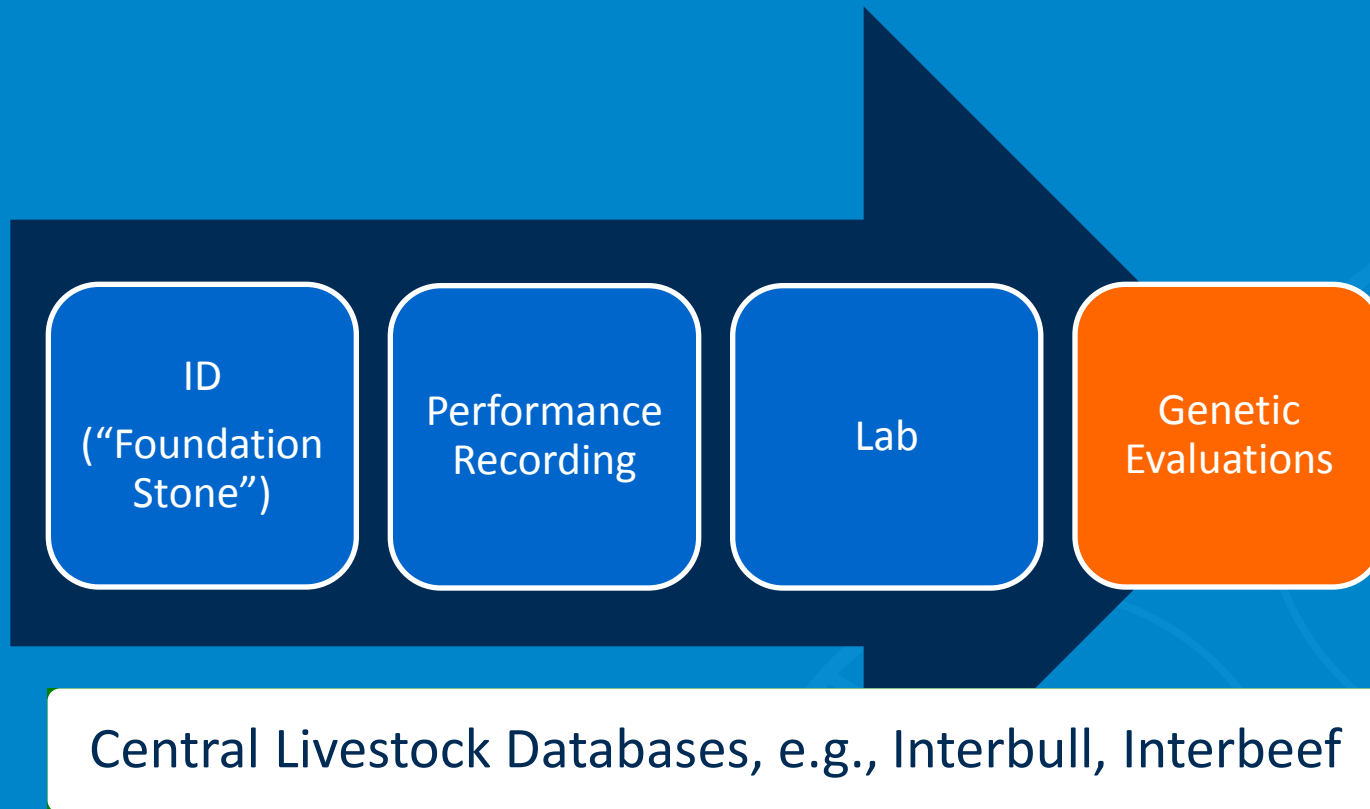 ID
(“Foundation
Stone”)
Performance
Recording
Lab
Genetic
Evaluations
Central Livestock Databases, e.g., Interbull, Interbeef